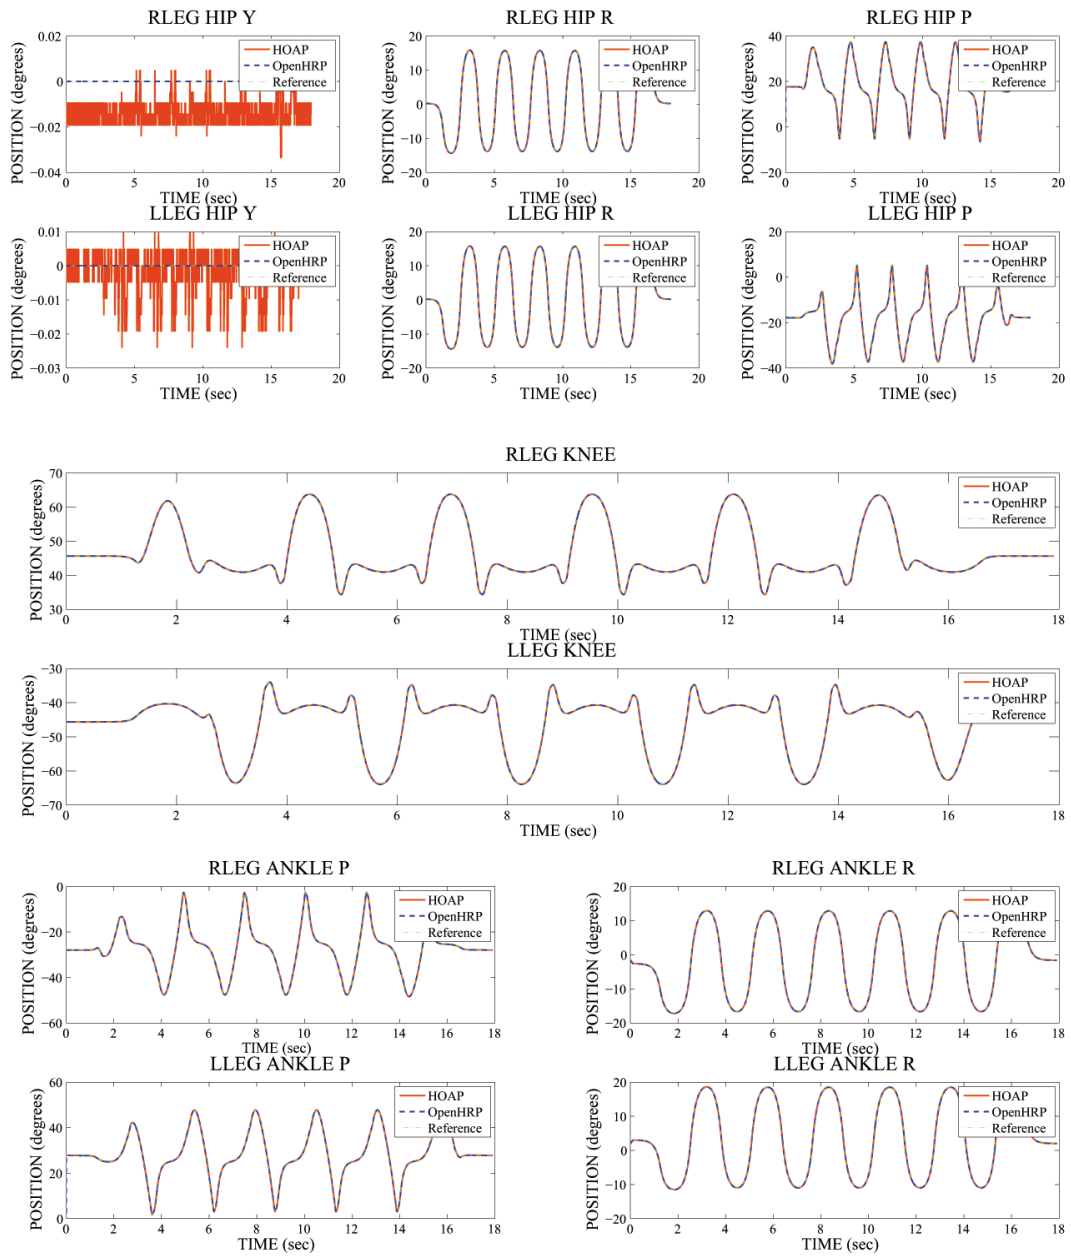 RLEG HIP Y
POSITION (degrees)
0.02
0
−0.02
−0.04
0 5 10 15 20
TIME (sec)
HOAP
OpenHRP
Reference
RLEG HIP R
POSITION (degrees)
20
10
0
−10
−20
0 5 10 15 20
TIME (sec)
HOAP
OpenHRP
Reference
RLEG HIP P
POSITION (degrees)
40
20
0
20
0 5 10 15 20
TIME (sec)
HOAP
OpenHRP
Reference
LLEG HIP Y
POSITION (degrees)
0.01
0
−0.01
−0.02
−0.03
0 5 10 15 20
TIME (sec)
HOAP
OpenHRP
Reference
LLEG HIP R
POSITION (degrees)
20
10
0
−10
−20
0 5 10 15 20
TIME (sec)
HOAP
OpenHRP
Reference
LLEG HIP P
POSITION (degrees)
20
0
−20
−40
0 5 10 15 20
TIME (sec)
HOAP
OpenHRP
Reference
RLEG KNEE
POSITION (degrees)
70
60
50
40
30
0 2 4 6 8 10 12 14 16 18
TIME (sec)
HOAP
OpenHRP
Reference
LLEG KNEE
POSITION (degrees)
−30
−40
−50
−60
−70
0 2 4 6 8 10 12 14 16 18
TIME (sec)
HOAP
OpenHRP
Reference
RLEG ANKLE P
POSITION (degrees)
0
−20
−40
−60
0 2 4 6 8 10 12 14 16 18
TIME (sec)
HOAP
OpenHRP
Reference
RLEG ANKLE R
POSITION (degrees)
20
10
0
−10
−20
0 2 4 6 8 10 12 14 16 18
TIME (sec)
HOAP
OpenHRP
Reference
LLEG ANKLE P
POSITION (degrees)
60
40
20
0
0 2 4 6 8 10 12 14 16 18
TIME (sec)
HOAP
OpenHRP
Reference
LLEG ANKLE R
POSITION (degrees)
20
10
0
−10
−20
0 2 4 6 8 10 12 14 16 18
TIME (sec)
HOAP
OpenHRP
Reference